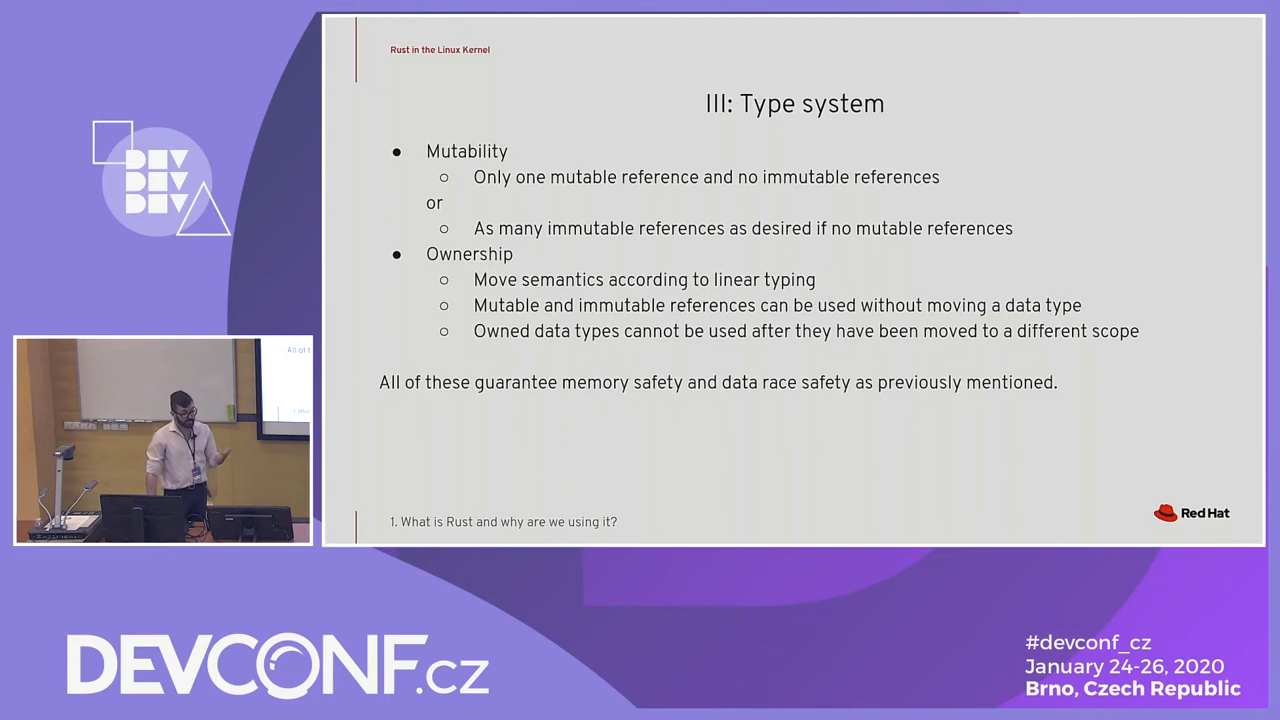 Rust in the Linux Kernel
III: Type system
● Mutability
○ Only one mutable reference and no immutable references
or
○ As many immutable references as desired if no mutable references
● Ownership
○ Move semantics according to linear typing
○ Mutable and immutable references can be used without moving a data type
○ Owned data types cannot be used after they have been moved to a different scope
All of these guarantee memory safety and data race safety as previously mentioned.
1. What is Rust and why are we using it?
Red Hat
DEV
DEV
DEV
All of t
DEVCONF.cz
#devconf_cz
January 24-26, 2020
Brno, Czech Republic